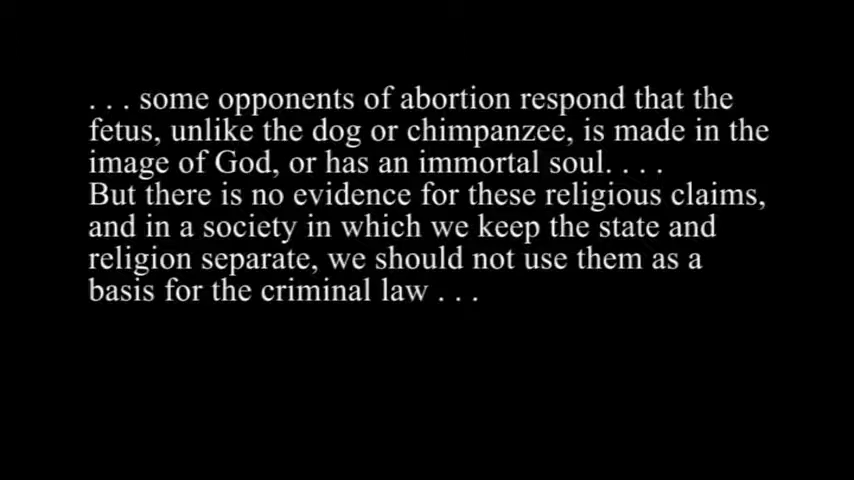 . . . some opponents of abortion respond that the
fetus, unlike the dog or chimpanzee, is made in the
image of God, or has an immortal soul. . . .
But there is no evidence for these religious claims,
and in a society in which we keep the state and
religion separate, we should not use them as a
basis for the criminal law . . .